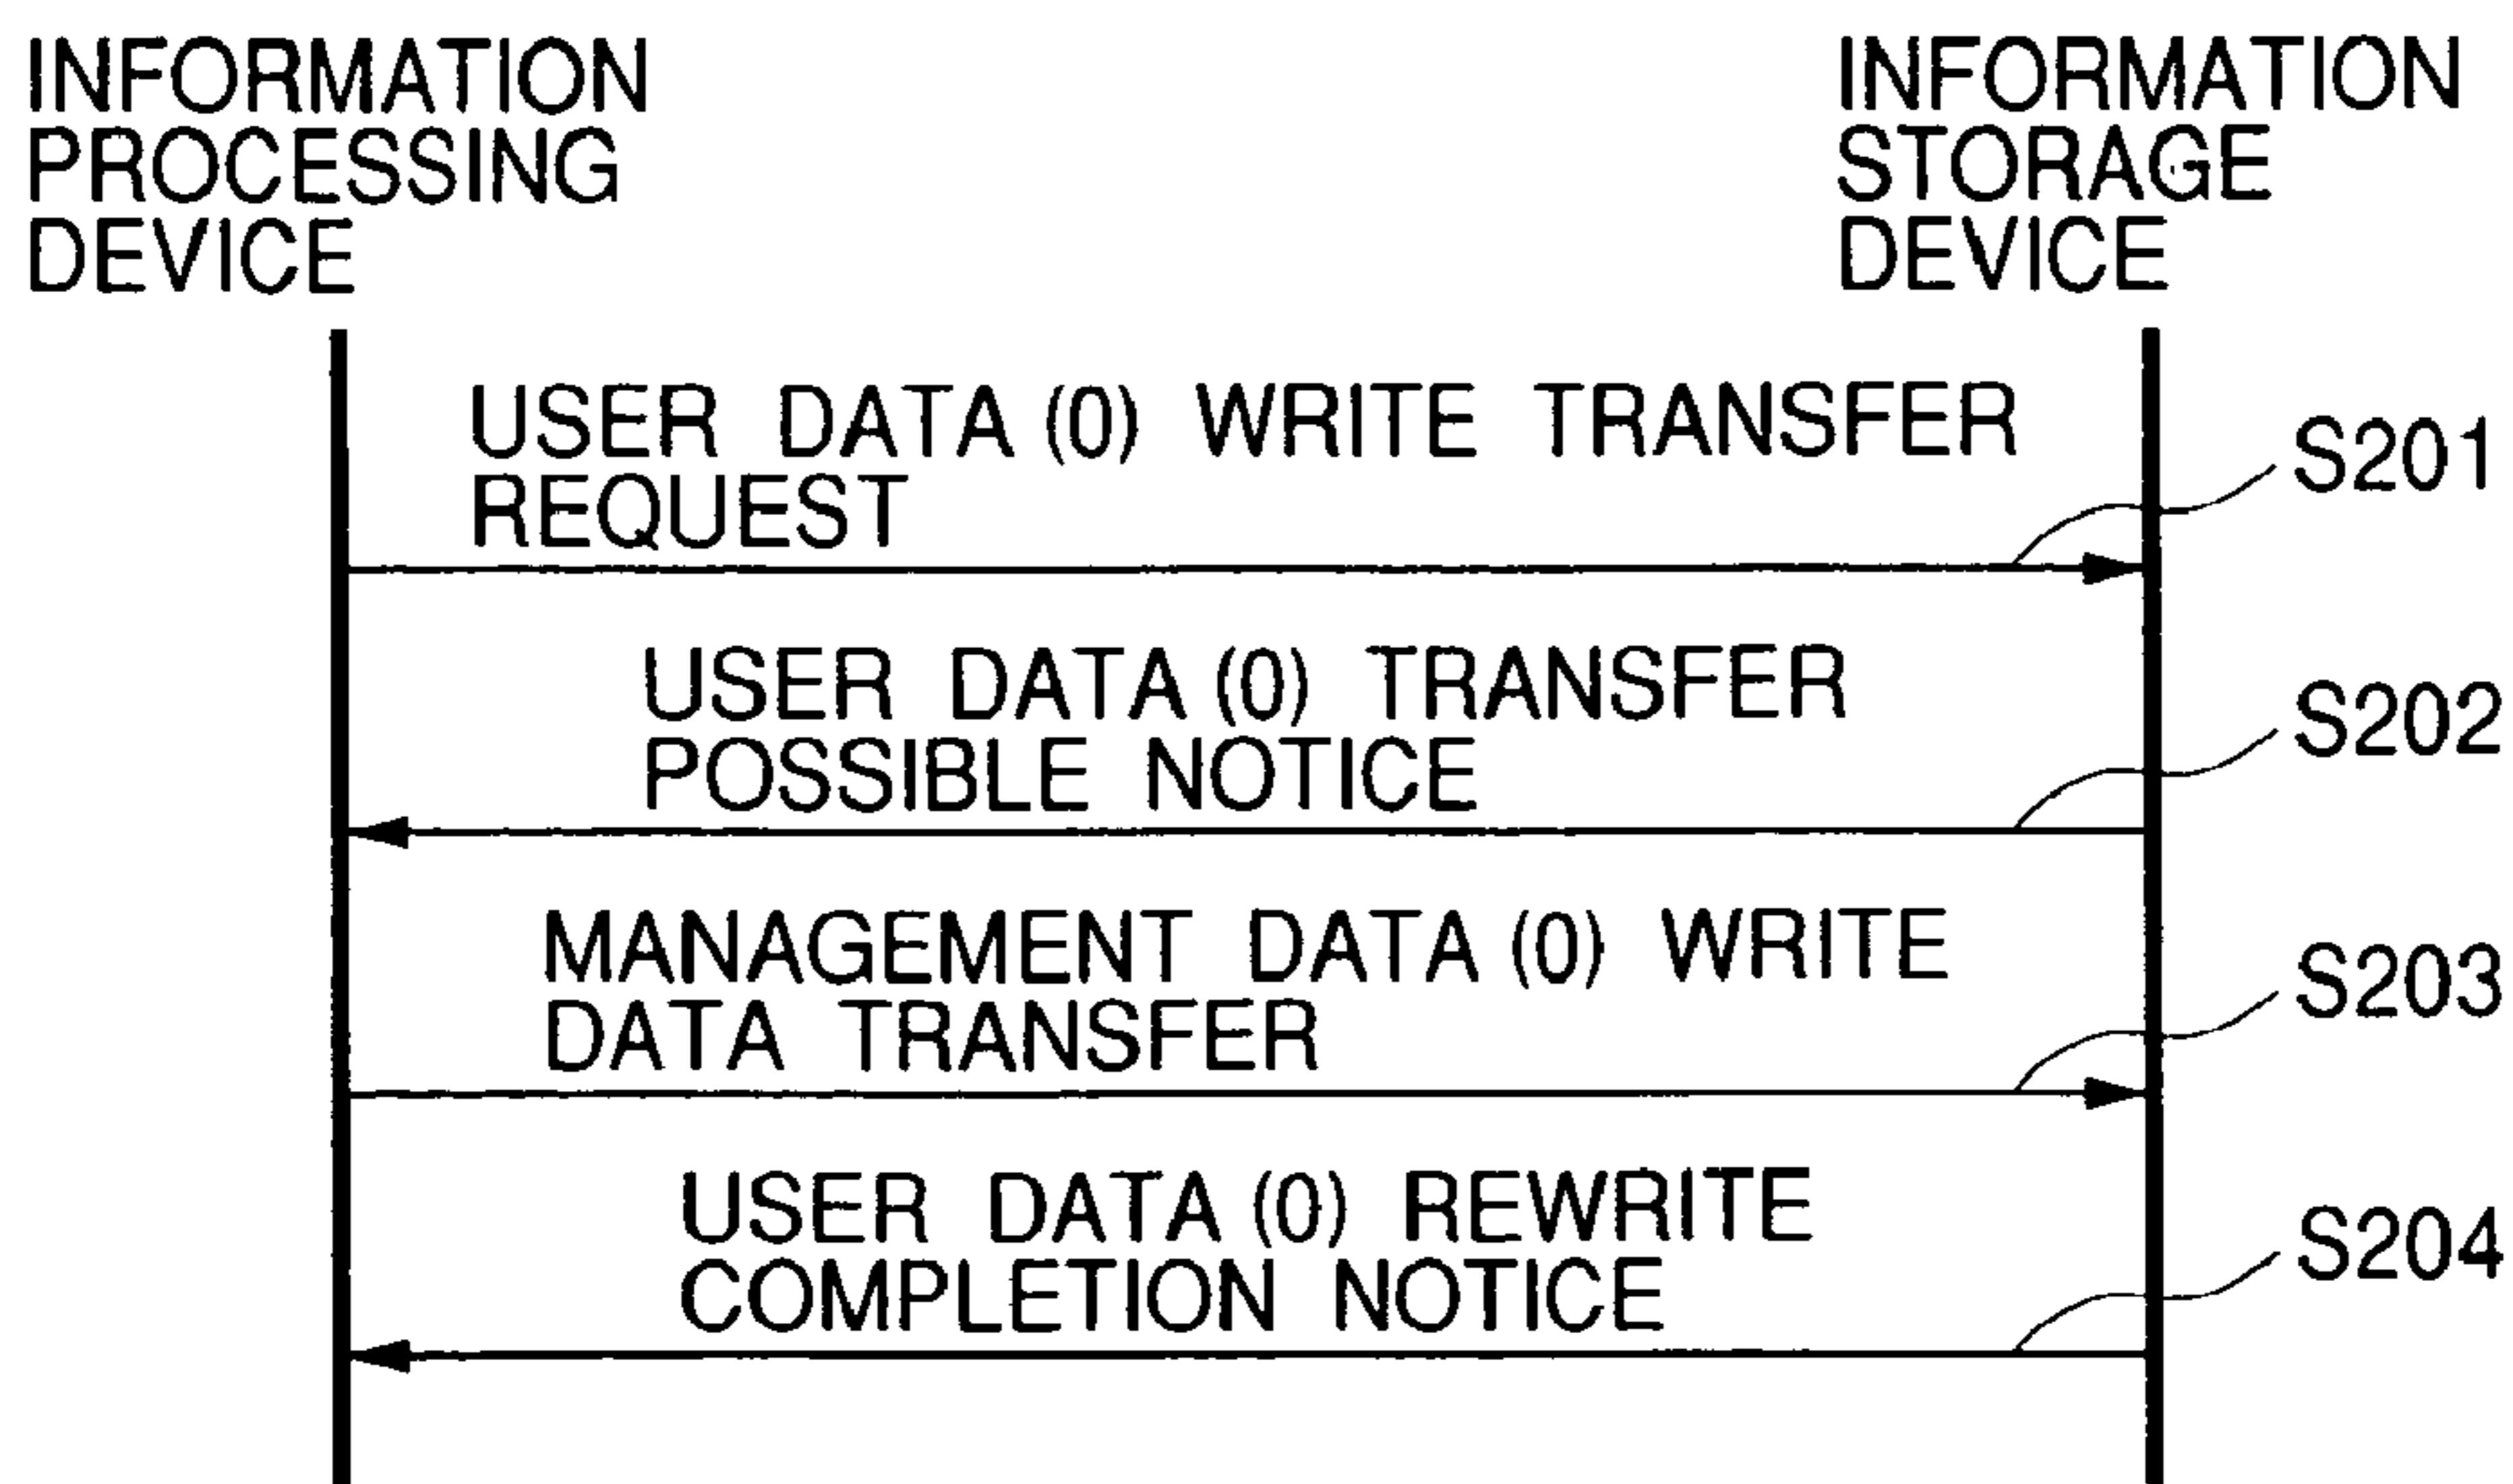 INFORMATION
PROCESSING
DEVICE
INFORMATION
STORAGE
DEVICE
USER DATA (0) WRITE TRANSFER
REQUEST
S201
USER DATA (0) TRANSFER
POSSIBLE NOTICE
S202
MANAGEMENT DATA (0) WRITE
DATA TRANSFER
S203
USER DATA (0) REWRITE
COMPLETION NOTICE
S204